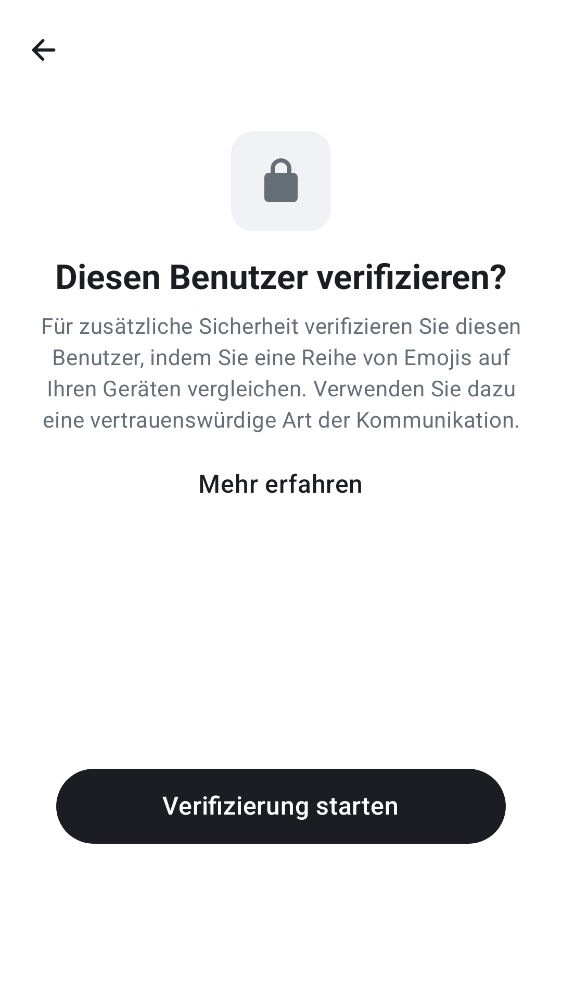 Diesen Benutzer verifizieren?
Für zusätzliche Sicherheit verifizieren Sie diesen
Benutzer, indem Sie eine Reihe von Emojis auf
Ihren Geräten vergleichen. Verwenden Sie dazu
eine vertrauenswürdige Art der Kommunikation.
Mehr erfahren
Verifizierung starten